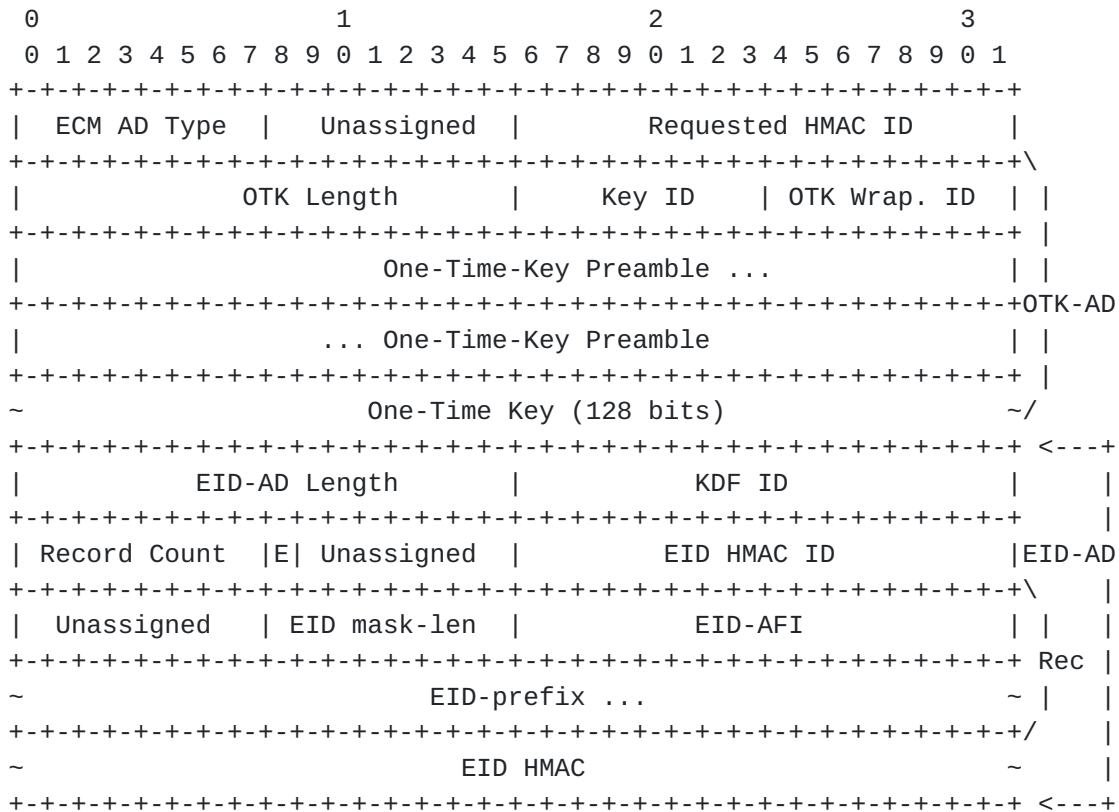 0                   1                   2                   3
 0 1 2 3 4 5 6 7 8 9 0 1 2 3 4 5 6 7 8 9 0 1 2 3 4 5 6 7 8 9 0 1
+-+-+-+-+-+-+-+-+-+-+-+-+-+-+-+-+-+-+-+-+-+-+-+-+-+-+-+-+-+-+-+-+
|  ECM AD Type  |   Unassigned  |        Requested HMAC ID      |
+-+-+-+-+-+-+-+-+-+-+-+-+-+-+-+-+-+-+-+-+-+-+-+-+-+-+-+-+-+-+-+-+\
|              OTK Length       |     Key ID    | OTK Wrap. ID  | |
+-+-+-+-+-+-+-+-+-+-+-+-+-+-+-+-+-+-+-+-+-+-+-+-+-+-+-+-+-+-+-+-+ |
|                       One-Time-Key Preamble ...               | |
+-+-+-+-+-+-+-+-+-+-+-+-+-+-+-+-+-+-+-+-+-+-+-+-+-+-+-+-+-+-+-+-+OTK-AD
|                   ... One-Time-Key Preamble                   | |
+-+-+-+-+-+-+-+-+-+-+-+-+-+-+-+-+-+-+-+-+-+-+-+-+-+-+-+-+-+-+-+-+ |
~                      One-Time Key (128 bits)                  ~/
+-+-+-+-+-+-+-+-+-+-+-+-+-+-+-+-+-+-+-+-+-+-+-+-+-+-+-+-+-+-+-+-+ <---+
|           EID-AD Length       |           KDF ID              |     |
+-+-+-+-+-+-+-+-+-+-+-+-+-+-+-+-+-+-+-+-+-+-+-+-+-+-+-+-+-+-+-+-+     |
| Record Count  |E| Unassigned  |         EID HMAC ID           |EID-AD
+-+-+-+-+-+-+-+-+-+-+-+-+-+-+-+-+-+-+-+-+-+-+-+-+-+-+-+-+-+-+-+-+\    |
|  Unassigned   | EID mask-len  |           EID-AFI             | |   |
+-+-+-+-+-+-+-+-+-+-+-+-+-+-+-+-+-+-+-+-+-+-+-+-+-+-+-+-+-+-+-+-+ Rec |
~                          EID-prefix ...                       ~ |   |
+-+-+-+-+-+-+-+-+-+-+-+-+-+-+-+-+-+-+-+-+-+-+-+-+-+-+-+-+-+-+-+-+/    |
~                            EID HMAC                           ~     |
+-+-+-+-+-+-+-+-+-+-+-+-+-+-+-+-+-+-+-+-+-+-+-+-+-+-+-+-+-+-+-+-+ <---+